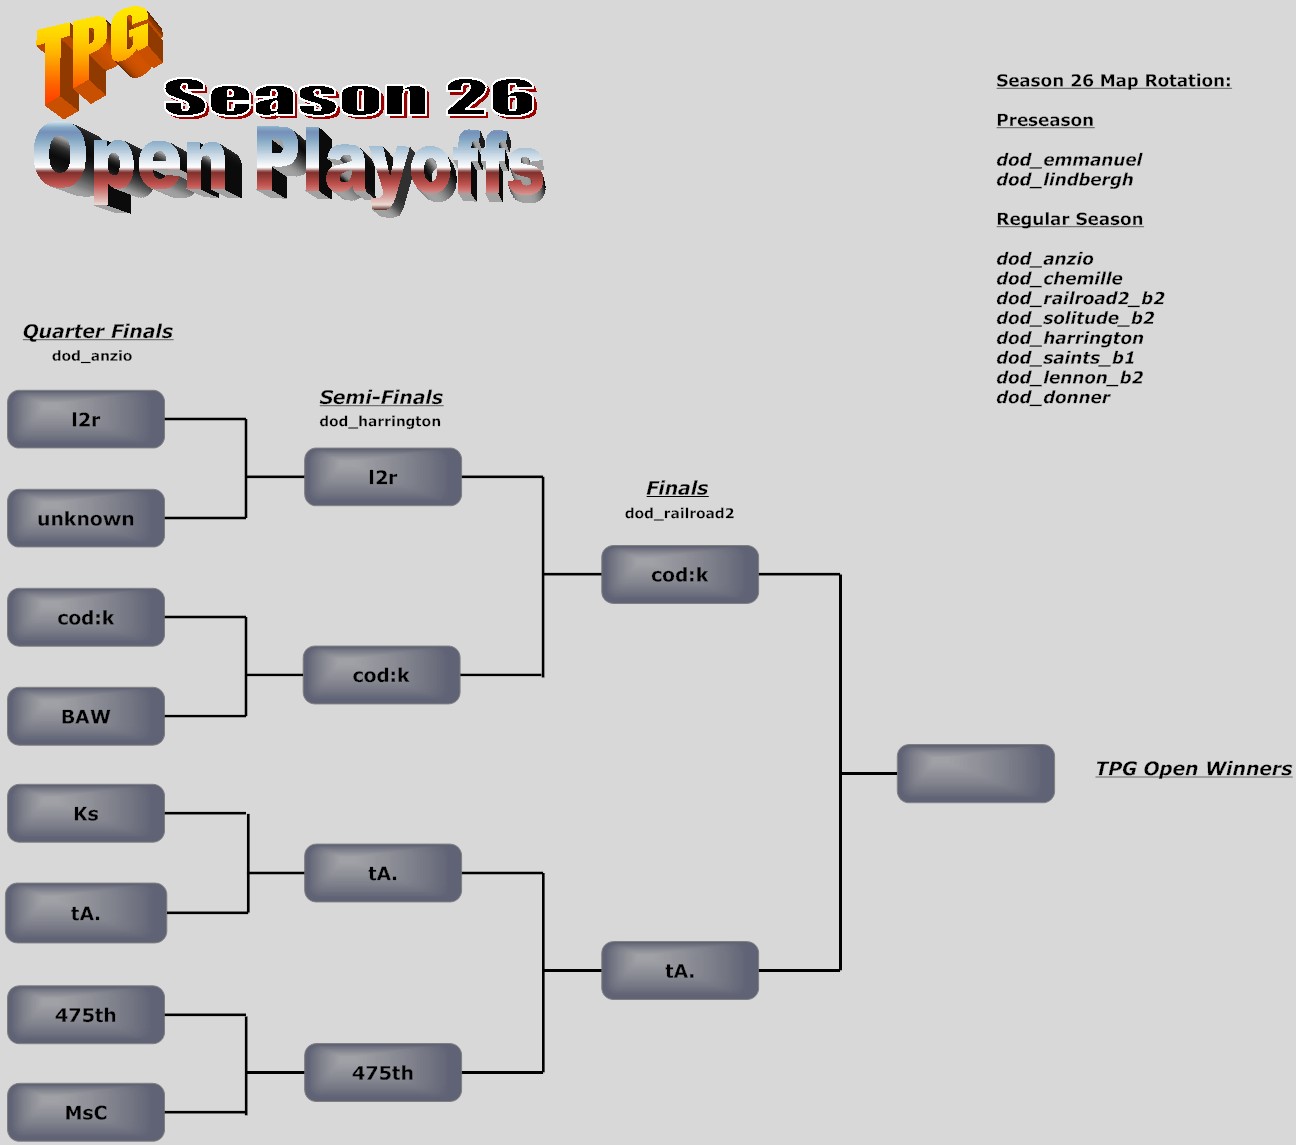 TPG
Season 26
Open Playoffs
Season 26 Map Rotation:
Preseason
dod_emmanuel
dod_lindbergh
Regular Season
dod_anzio
dod_chemille
dod_railroad2_b2
dod_solitude_b2
dod_harrington
dod_saints_b1
dod_lennon_b2
dod_donner
Quarter Finals
dod_anzio
l2r
unknown
cod:k
BAW
Ks
tA.
475th
MsC
Semi-Finals
dod_harrington
l2r
cod:k
tA.
475th
Finals
dod_railroad2
cod:k
tA.
TPG Open Winners